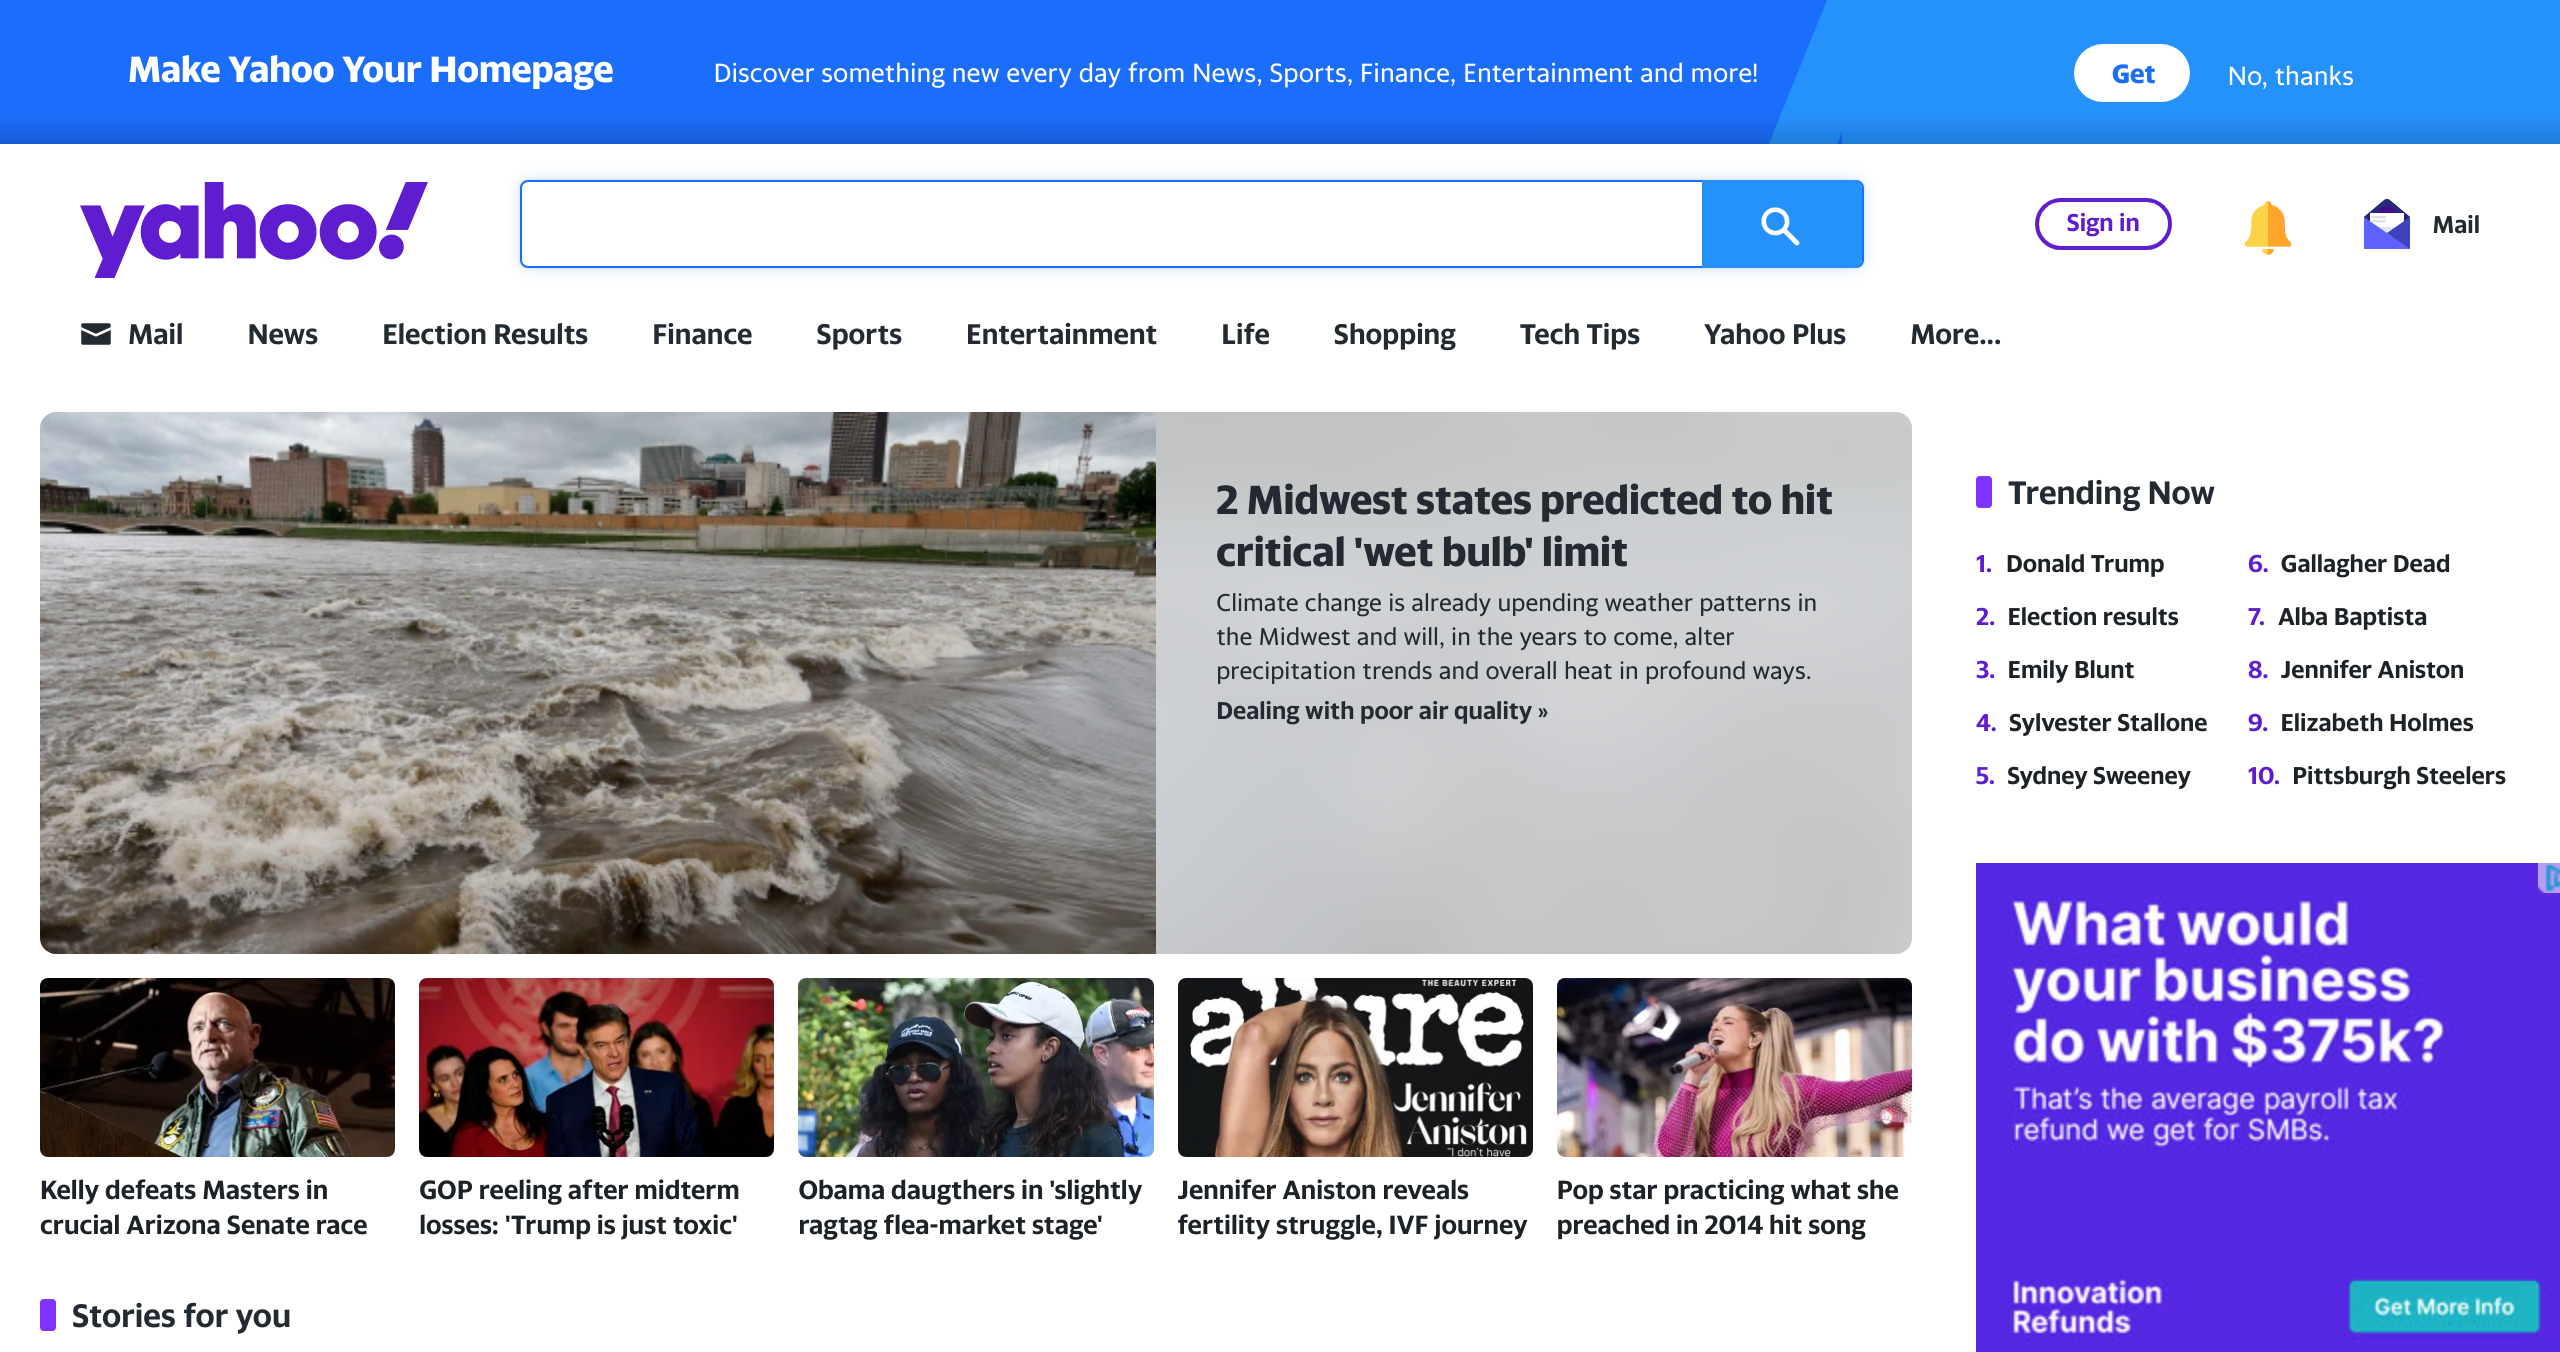 Make Yahoo Your Homepage
Discover something new every day from News, Sports, Finance, Entertainment and more!
Get
No, thanks
yahoo!
Sign in
Mail
Mail
News
Election Results
Finance
Sports
Entertainment
Life
Shopping
Tech Tips
Yahoo Plus
More...
2 Midwest states predicted to hit
critical 'wet bulb' limit
Climate change is already upending weather patterns in
the Midwest and will, in the years to come, alter
precipitation trends and overall heat in profound ways.
Dealing with poor air quality »
Trending Now
1. Donald Trump
2. Election results
3. Emily Blunt
4. Sylvester Stallone
5. Sydney Sweeney
6. Gallagher Dead
7. Alba Baptista
8. Jennifer Aniston
9. Elizabeth Holmes
10. Pittsburgh Steelers
THE BEAUTY EXPERT
allure
Jennifer
Aniston
"I don't have
Kelly defeats Masters in
crucial Arizona Senate race
GOP reeling after midterm
losses: 'Trump is just toxic'
Obama daugthers in 'slightly
ragtag flea-market stage'
Jennifer Aniston reveals
fertility struggle, IVF journey
Pop star practicing what she
preached in 2014 hit song
What would
your business
do with $375k?
That's the average payroll tax
refund we get for SMBs.
Innovation
Refunds
Get More Info
Stories for you